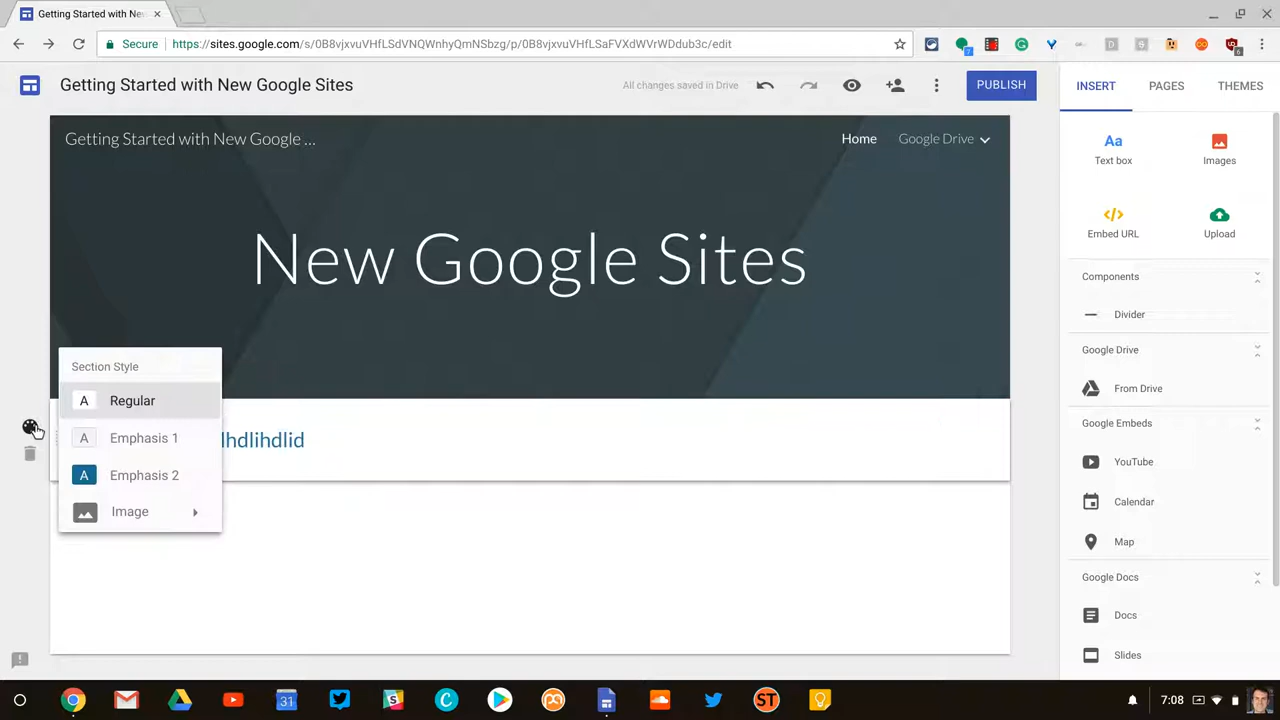 Getting Started with Ne
Secure
https://sites.google.com/s/0B8vjxvuVHfLSdVNQWnhyQmNSbzg/p/0B8vjxvuVHfLSaFVXdWVrWDdub3c/edit
Getting Started with New Google Sites
All changes saved in Drive
PUBLISH
INSERT
PAGES
THEMES
Getting Started with New Google ...
Home
Google Drive
New Google Sites
Section Style
A Regular
A Emphasis 1
A Emphasis 2
Image
lhdlihdlid
Aa
Text box
Images
Embed URL
Upload
Components
Divider
Google Drive
From Drive
Google Embeds
YouTube
Calendar
Map
Google Docs
Docs
Slides
31
ST
7:08